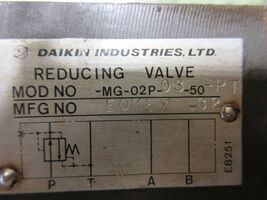 DAIKIN INDUSTRIES, LTD.
REDUCING VALVE
MOD NO -MG-02P 03 -50 -PT
MFG NO
P T A B
EB251